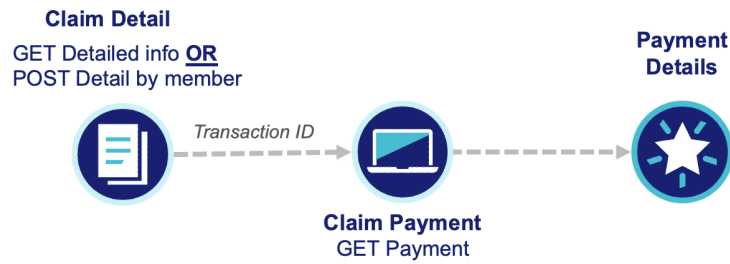 Claim Detail
GET Detailed info OR
POST Detail by member
Transaction ID
Claim Payment
GET Payment
Payment
Details